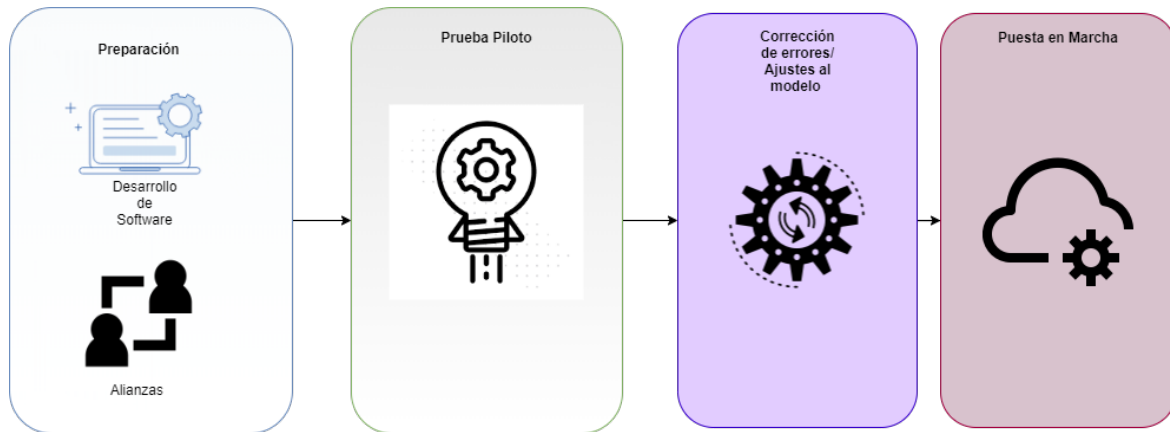 Preparación
Desarrollo
de
Software
Alianzas
Prueba Piloto
Corrección
de errores/
Ajustes al
modelo
Puesta en Marcha